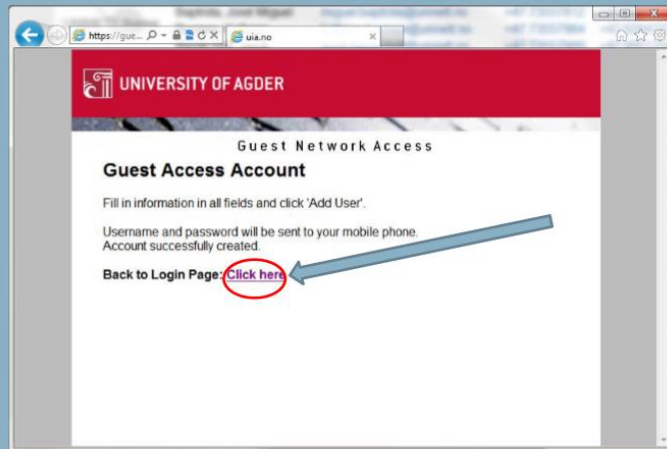 https://gue...
uia.no
UNIVERSITY OF AGDER
Guest Network Access
Guest Access Account
Fill in information in all fields and click 'Add User'.
Username and password will be sent to your mobile phone.
Account successfully created.
Back to Login Page: Click here